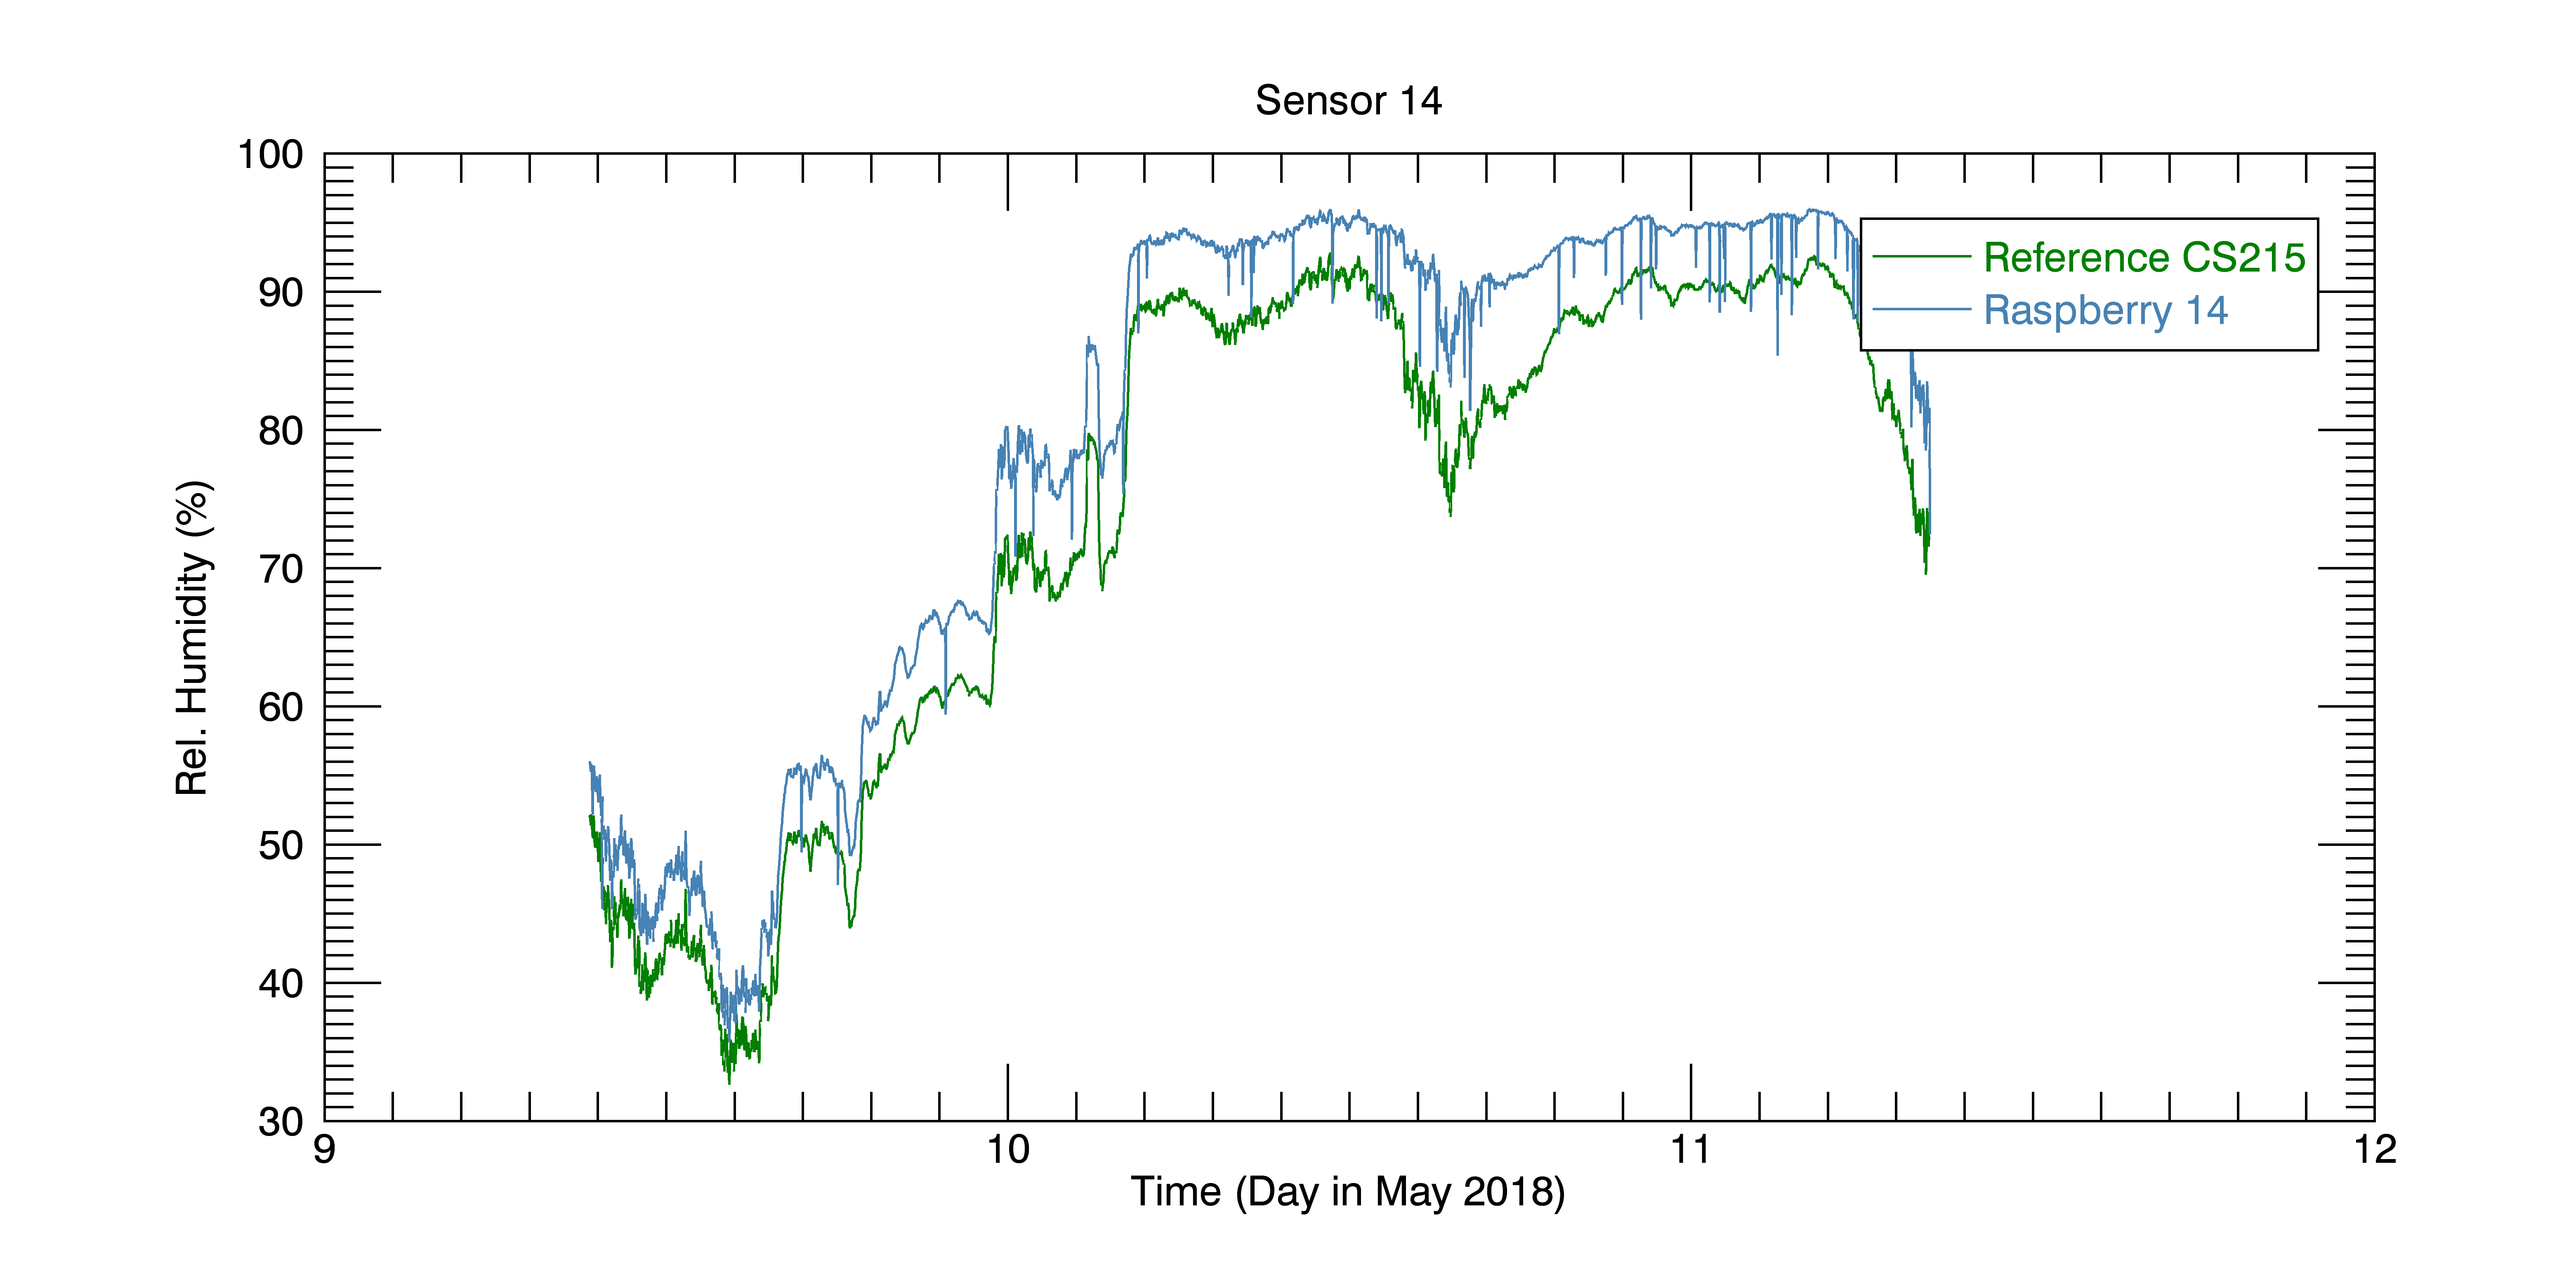 Sensor 14
100
90
80
70
60
50
40
30
Rel. Humidity (%)
Reference CS215
Raspberry 14
9
10
11
12
Time (Day in May 2018)